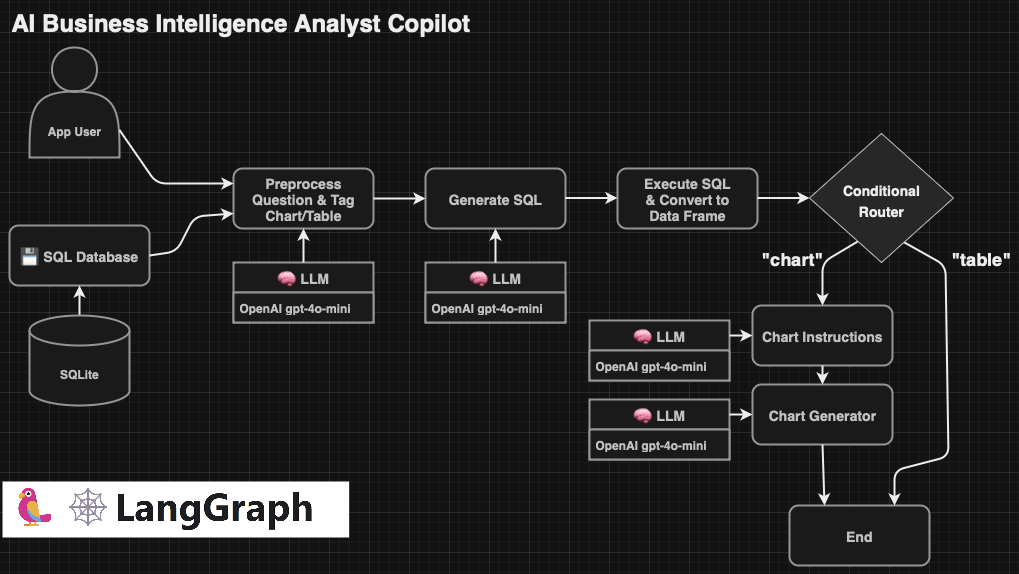 AI Business Intelligence Analyst Copilot
App User
SQL Database
SQLite
Preprocess
Question & Tag
Chart/Table
LLM
OpenAI gpt-4o-mini
Generate SQL
LLM
OpenAI gpt-4o-mini
Execute SQL
& Convert to
Data Frame
Conditional
Router
"chart"
"table"
LLM
OpenAI gpt-4o-mini
Chart Instructions
LLM
OpenAI gpt-4o-mini
Chart Generator
End
LangGraph